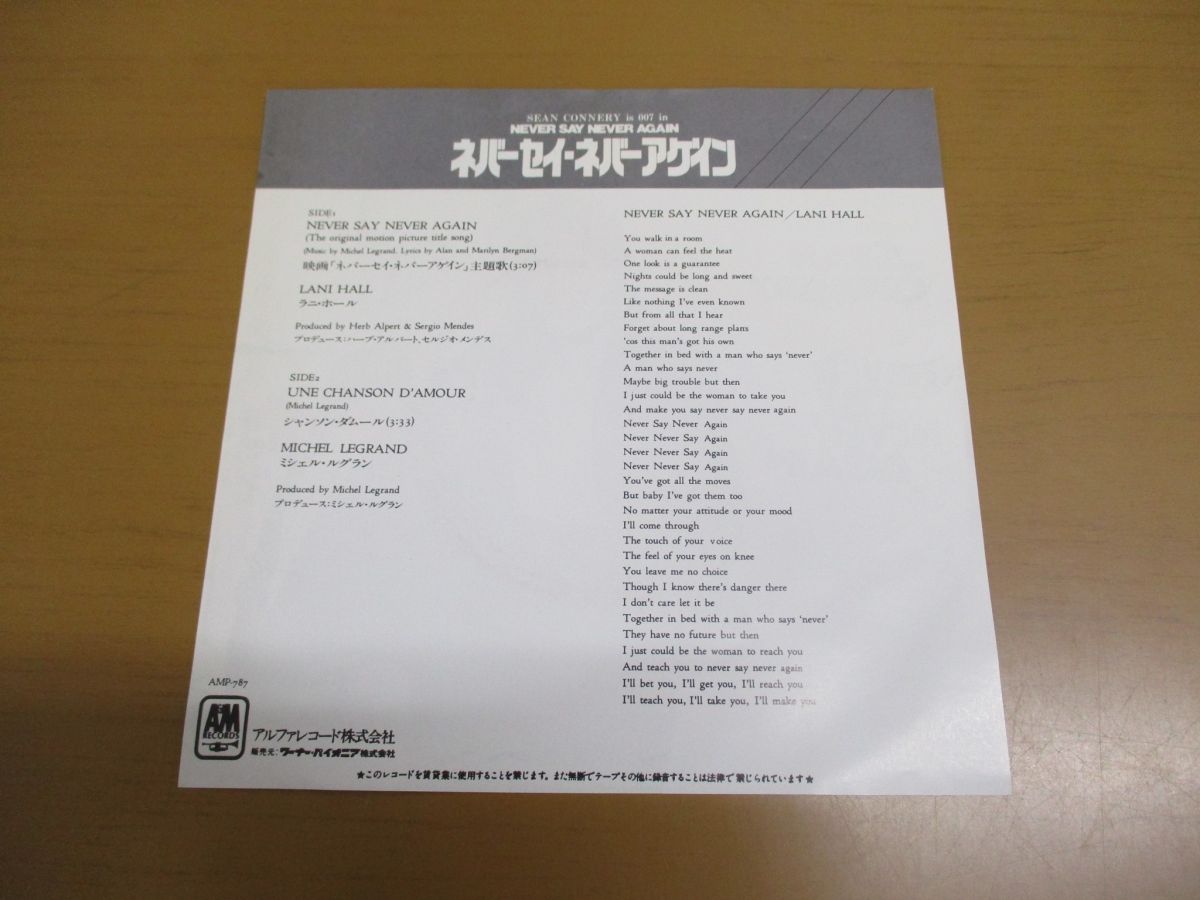 SEAN CONNERY is 007 in
NEVER SAY NEVER AGAIN
ネバーセイ・ネバーアゲイン
SIDE1
NEVER SAY NEVER AGAIN
(The original motion picture title song)
(Music by Michel Legrand, Lyrics by Alan and Marilyn Bergman)
映画「ネバーセイ・ネバーアゲイン」主題歌(3:07)
LANI HALL
ラニ・ホール
Produced by Herb Alpert & Sergio Mendes
プロデュース:ハーブ・アルパート、セルジオ・メンデス
SIDE2
UNE CHANSON D'AMOUR
(Michel Legrand)
シャンソン・ダムール(3:33)
MICHEL LEGRAND
ミシェル・ルグラン
Produced by Michel Legrand
プロデュース:ミシェル・ルグラン
NEVER SAY NEVER AGAIN/LANI HALL
You walk in a room
A woman can feel the heat
One look is a guarantee
Nights could be long and sweet
The message is clean
Like nothing I've even known
But from all that I hear
Forget about long range plans
'cos this man's got his own
Together in bed with a man who says 'never'
A man who says never
Maybe big trouble but then
I just could be the woman to take you
And make you say never say never again
Never Say Never Again
Never Never Say Again
Never Never Say Again
Never Never Say Again
You've got all the moves
But baby I've got them too
No matter your attitude or your mood
I'll come through
The touch of your voice
The feel of your eyes on knee
You leave me no choice
Though I know there's danger there
I don't care let it be
Together in bed with a man who says 'never'
They have no future but then
I just could be the woman to reach you
And teach you to never say never again
I'll bet you, I'll get you, I'll reach you
I'll teach you, I'll take you, I'll make you
AMP-787
AM
RECORDS
アルファレコード株式会社
販売元:ワーナー・パイオニア株式会社
★このレコードを賃貸業に使用することを禁じます。また無断でテープその他に録音することは法律で禁じられています★